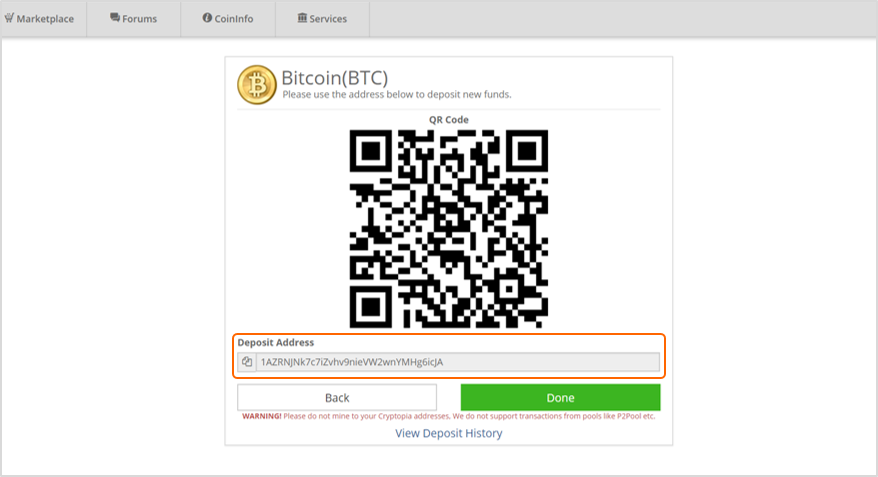 Marketplace
Forums
CoinInfo
Services
Bitcoin(BTC)
Please use the address below to deposit new funds.
QR Code
Deposit Address
1AZRNJNk7c7iZvhv9nieVW2wnYMHg6icJA
Back
Done
WARNING! Please do not mine to your Cryptopia addresses, We do not support transactions from pools like P2Pool etc.
View Deposit History